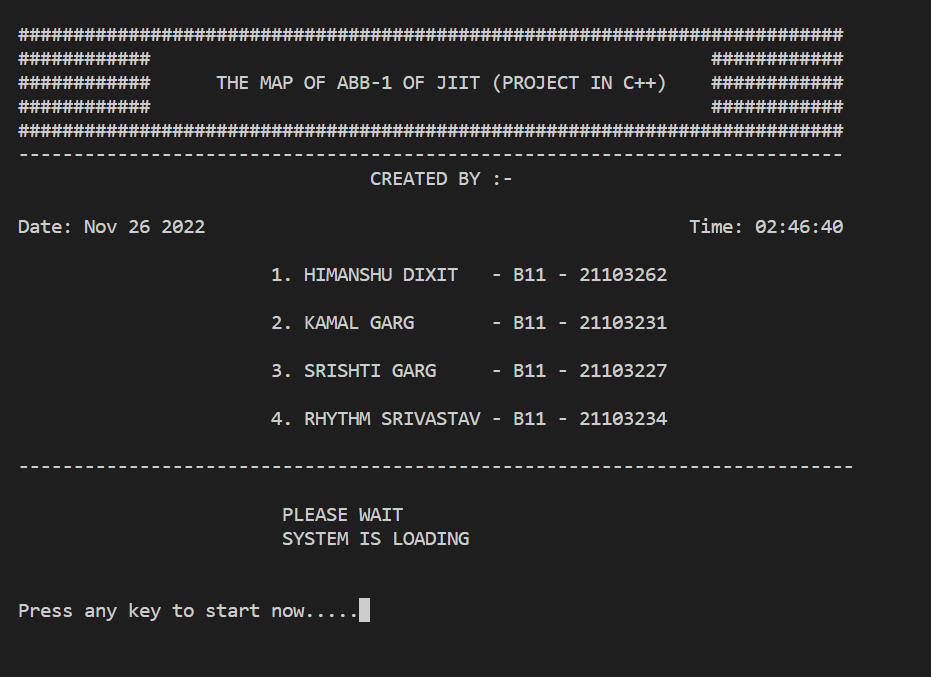 ###########################################################################
############                                                   ############
############      THE MAP OF ABB-1 OF JIIT (PROJECT IN C++)    ############
############                                                   ############
###########################################################################
---------------------------------------------------------------------------
CREATED BY :-
Date: Nov 26 2022                                            Time: 02:46:40
1. HIMANSHU DIXIT   - B11 - 21103262
2. KAMAL GARG       - B11 - 21103231
3. SRISHTI GARG     - B11 - 21103227
4. RHYTHM SRIVASTAV - B11 - 21103234
----------------------------------------------------------------------------
PLEASE WAIT
SYSTEM IS LOADING
Press any key to start now.....